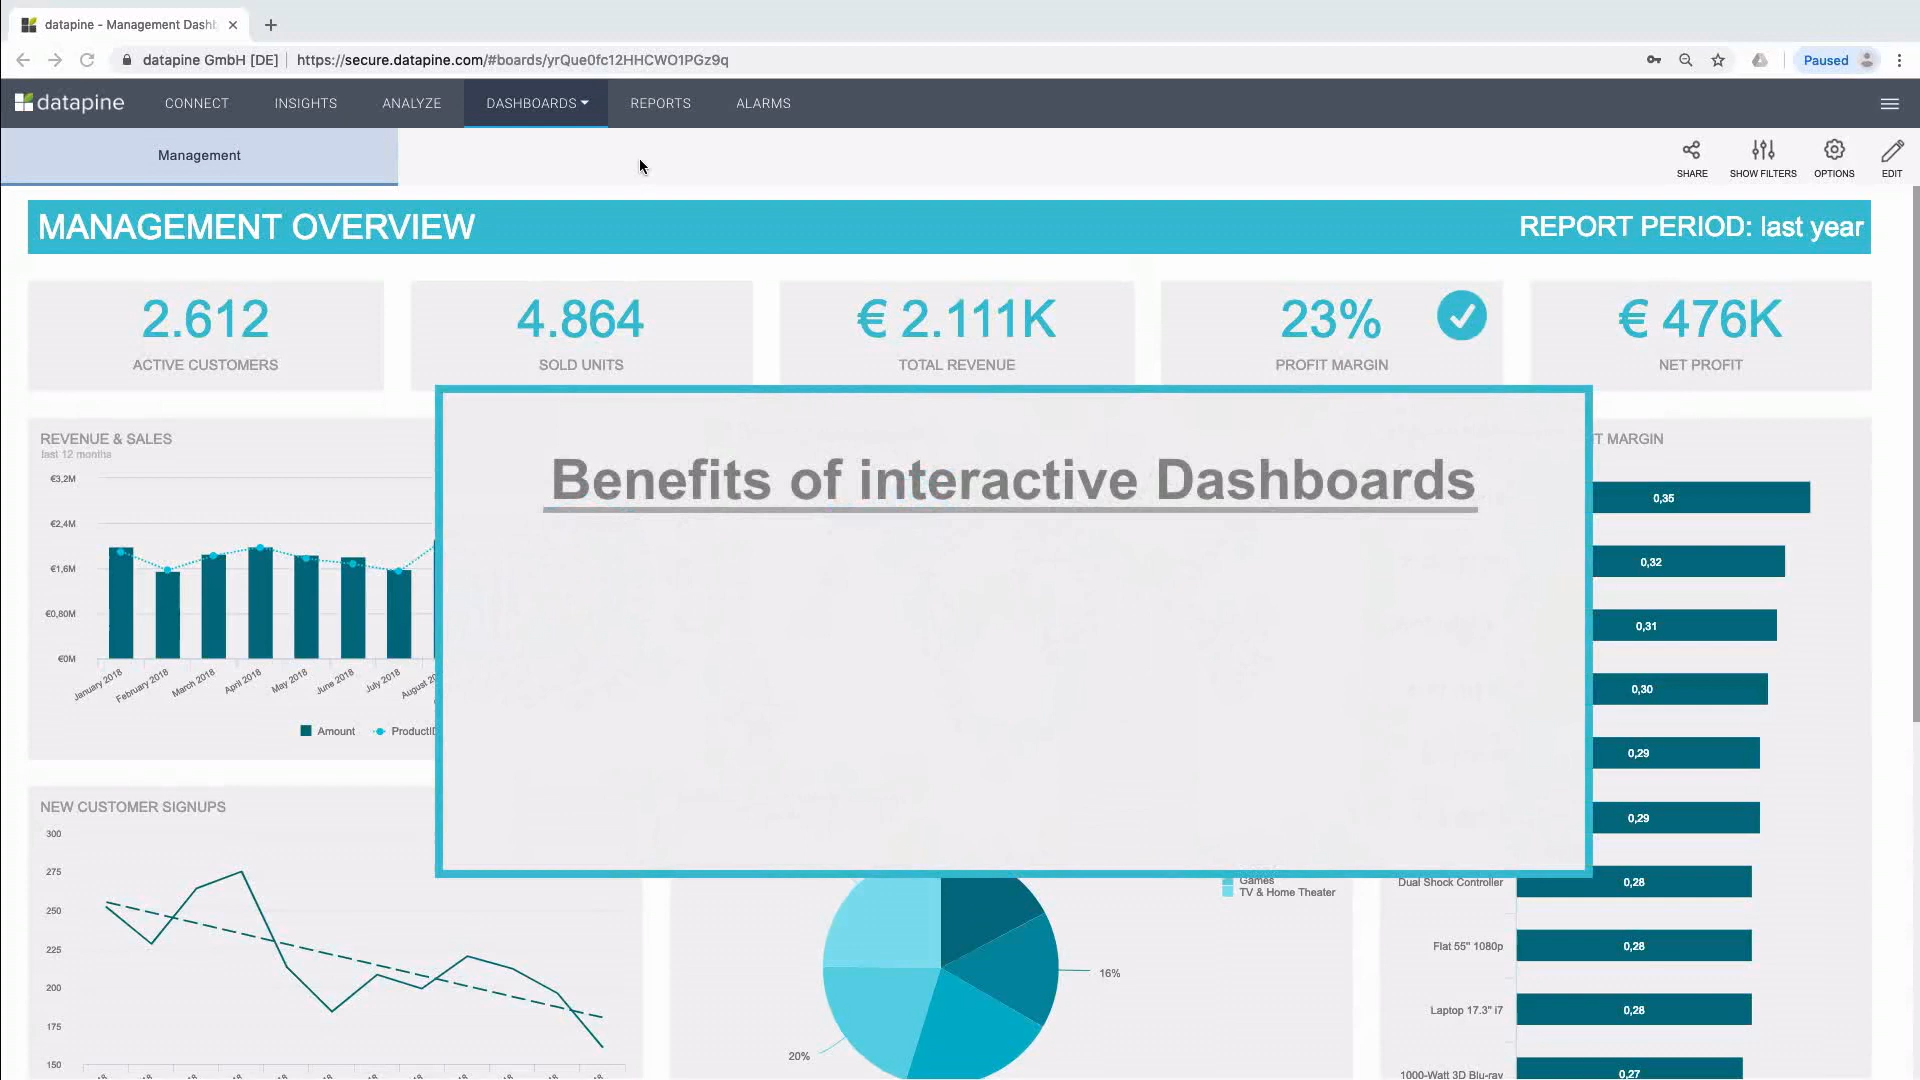 datapine - Management Dashb
datapine GmbH [DE]
https://secure.datapine.com/#boards/yrQue0fc12HHCWO1PGz9q
Paused
datapine
CONNECT
INSIGHTS
ANALYZE
DASHBOARDS
REPORTS
ALARMS
Management
SHARE
SHOW FILTERS
OPTIONS
EDIT
MANAGEMENT OVERVIEW
REPORT PERIOD: last year
2.612
ACTIVE CUSTOMERS
4.864
SOLD UNITS
€ 2.111K
TOTAL REVENUE
23%
PROFIT MARGIN
€ 476K
NET PROFIT
REVENUE & SALES
last 12 months
€3,2M
€2,4M
€1,6M
€0,80M
€0M
January 2018
February 2018
March 2018
April 2018
May 2018
June 2018
July 2018
August 20
Amount
ProductID
Benefits of interactive Dashboards
T MARGIN
0,35
0,32
0,31
0,30
0,29
0,29
Dual Shock Controller
0,28
Flat 55" 1080p
0,28
Laptop 17.3" i7
0,28
1000-Watt 3D Blu-ray
0,27
NEW CUSTOMER SIGNUPS
300
275
250
225
200
175
150
Games
TV & Home Theater
16%
20%